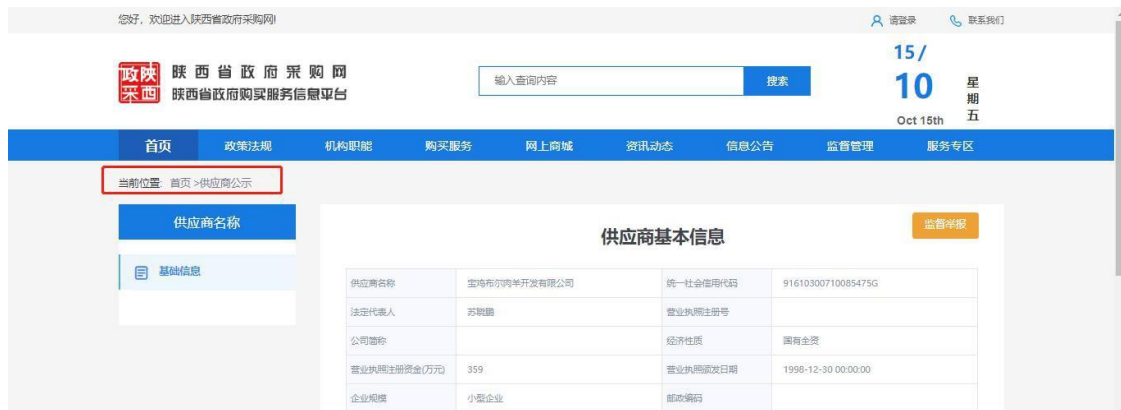 您好，欢迎进入陕西省政府采购网!
请登录 联系我们
政陕 采西
陕西省政府采购网
陕西省政府购买服务信息平台
输入查询内容 搜索
15/
10
Oct 15th
星期五
首页 政策法规 机构职能 购买服务 网上商城 资讯动态 信息公告 监督管理 服务专区
当前位置: 首页 >供应商公示
供应商名称
基础信息
供应商基本信息
监督举报
供应商名称 宝鸡布尔肉羊开发有限公司 统一社会信用代码 91610300710085475G
法定代表人 苏晓鹏 营业执照注册号
公司简称 经济性质 国有全资
营业执照注册资金(万元) 359 营业执照颁发日期 1998-12-30 00:00:00
企业规模 小型企业 邮政编码